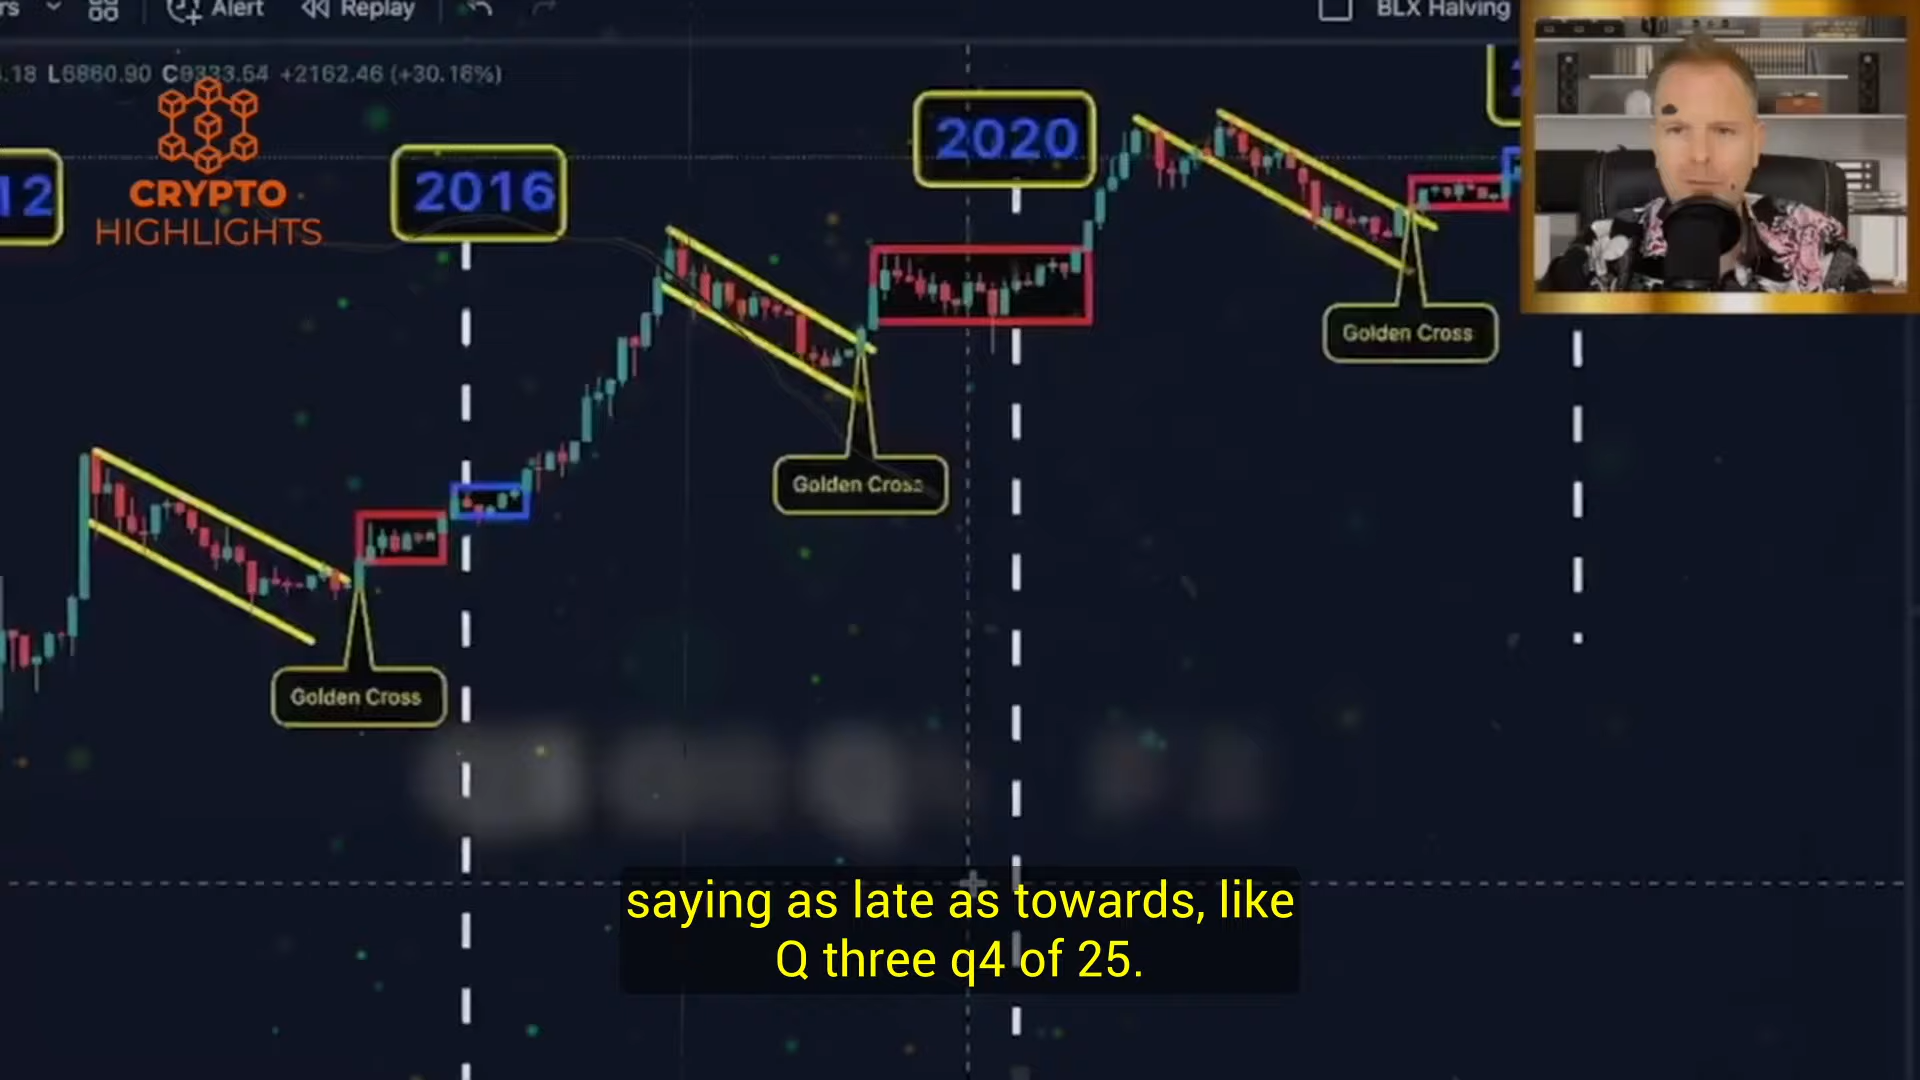 rs
Alert
Replay
BLX Halving
.18 L6860.90 C9333.64 +2162.46 (+30.16%)
CRYPTO
HIGHLIGHTS
12
2016
2020
Golden Cross
Golden Cross
Golden Cross
saying as late as towards, like
Q three q4 of 25.